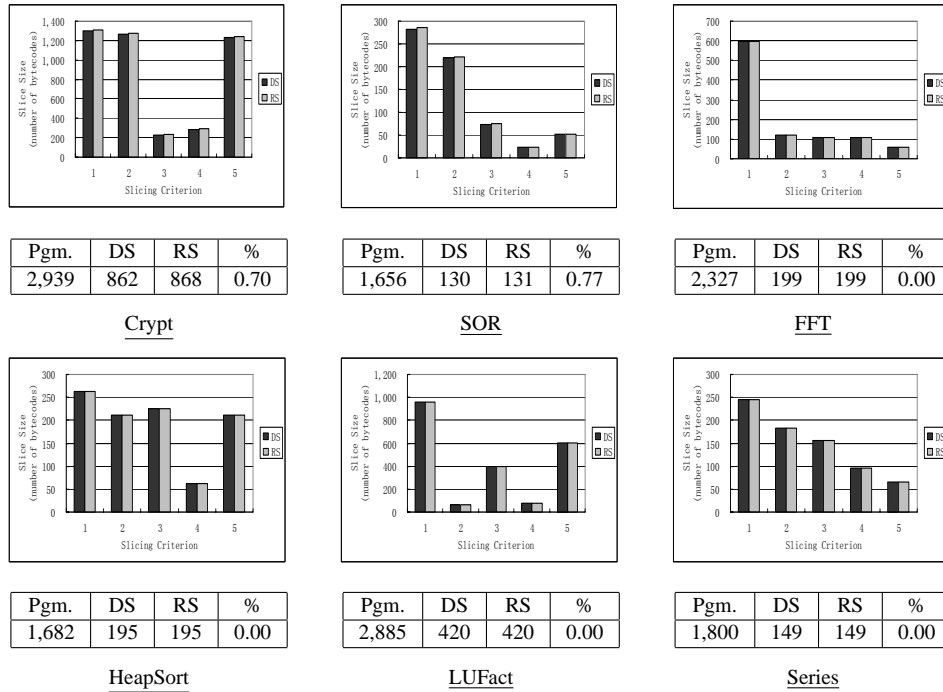 1,400
1,200
1,000
800
600
400
200
0
Slice Size
(number of bytecodes)
1 2 3 4 5
Slicing Criterion
DS
RS
300
250
200
150
100
50
0
Slice Size
(number of bytecodes)
1 2 3 4 5
Slicing Criterion
DS
RS
700
600
500
400
300
200
100
0
Slice Size
(number of bytecodes)
1 2 3 4 5
Slicing Criterion
DS
RS
Pgm. DS RS %
2,939 862 868 0.70
Crypt
Pgm. DS RS %
1,656 130 131 0.77
SOR
Pgm. DS RS %
2,327 199 199 0.00
FFT
300
250
200
150
100
50
0
Slice Size
(number of bytecodes)
1 2 3 4 5
Slicing Criterion
DS
RS
1,200
1,000
800
600
400
200
0
Slice Size
(number of bytecodes)
1 2 3 4 5
Slicing Criterion
DS
RS
300
250
200
150
100
50
0
Slice Size
(number of bytecodes)
1 2 3 4 5
Slicing Criterion
DS
RS
Pgm. DS RS %
1,682 195 195 0.00
HeapSort
Pgm. DS RS %
2,885 420 420 0.00
LUFact
Pgm. DS RS %
1,800 149 149 0.00
Series